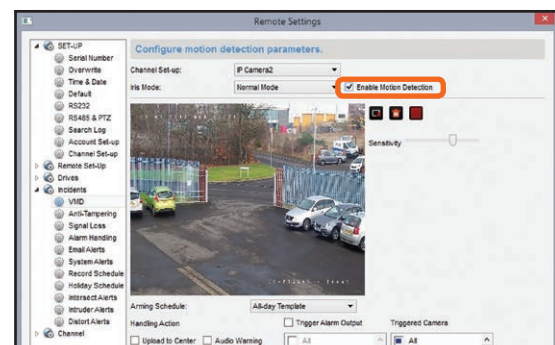 Remote Settings
SET-UP
Serial Number
Overwrite
Time & Date
Default
RS232
RS485 & PTZ
Search Log
Account Set-up
Channel Set-up
Remote Set-Up
Drives
Incidents
VMD
Anti-Tampering
Signal Loss
Alarm Handling
Email Alerts
System Alerts
Record Schedule
Holiday Schedule
Intersect Alerts
Intruder Alerts
Distort Alerts
Channel
Configure motion detection parameters.
Channel Set-up: IP Camera2
Iris Mode: Normal Mode Enable Motion Detection
Sensitivity
Arming Schedule: All-day Template
Handling Action Trigger Alarm Output Triggered Camera
Upload to Center Audio Warning All All